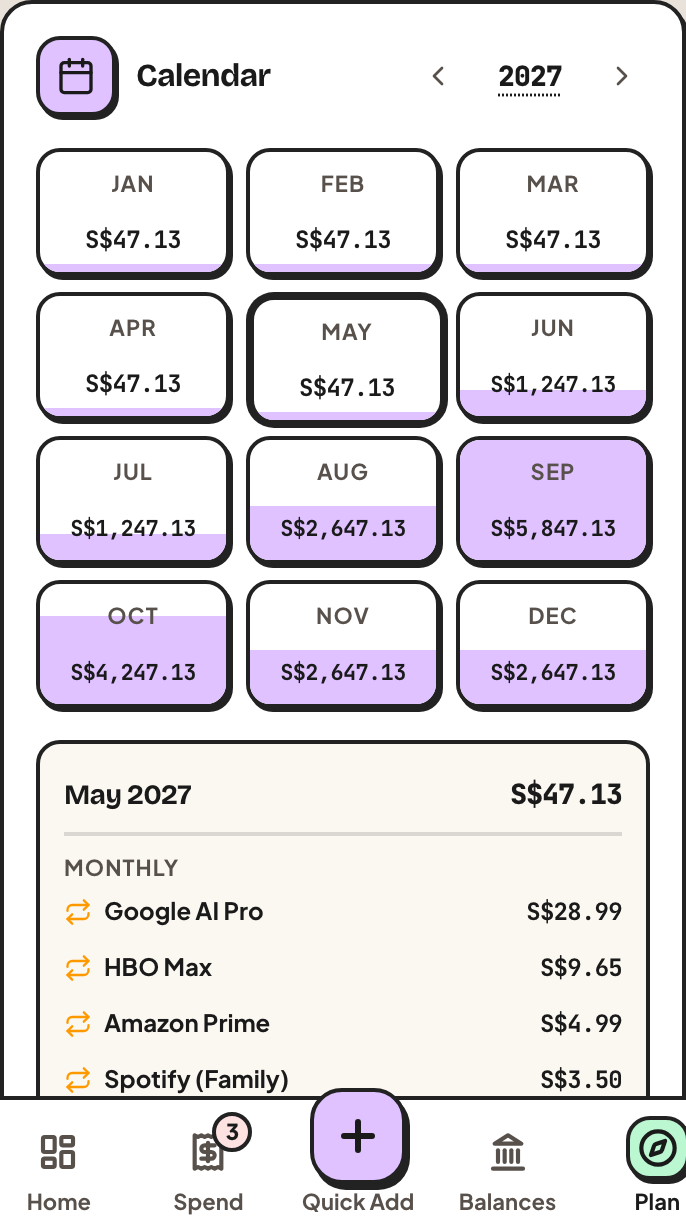 Calendar
2027
JAN FEB MAR
S$47.13 S$47.13 S$47.13
APR MAY JUN
S$47.13 S$47.13 S$1,247.13
JUL AUG SEP
S$1,247.13 S$2,647.13 S$5,847.13
OCT NOV DEC
S$4,247.13 S$2,647.13 S$2,647.13
May 2027 S$47.13
MONTHLY
Google AI Pro S$28.99
HBO Max S$9.65
Amazon Prime S$4.99
Spotify (Family) S$3.50
3
Home Spend Quick Add Balances Plan